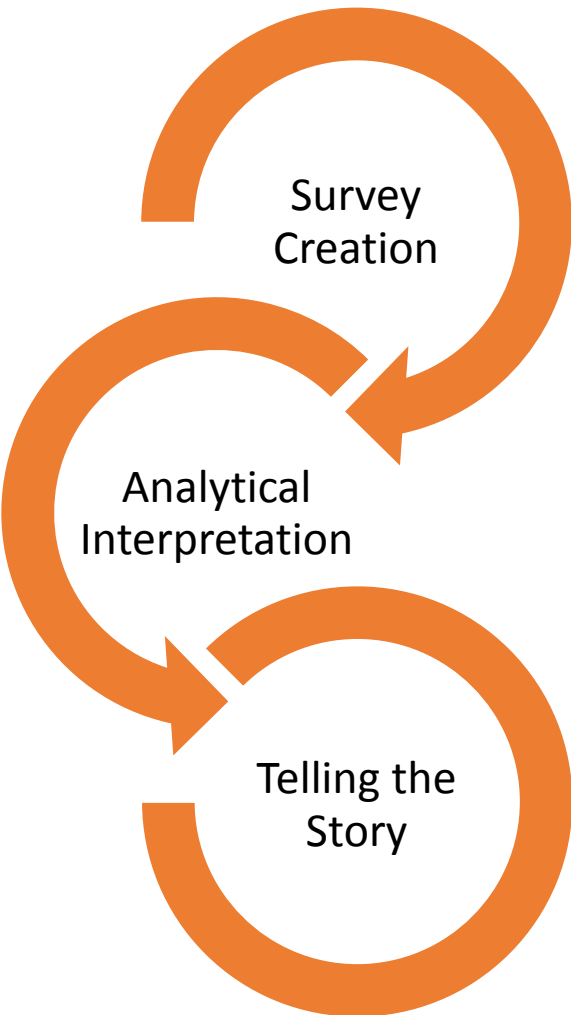 Survey
Creation
Analytical
Interpretation
Telling the
Story